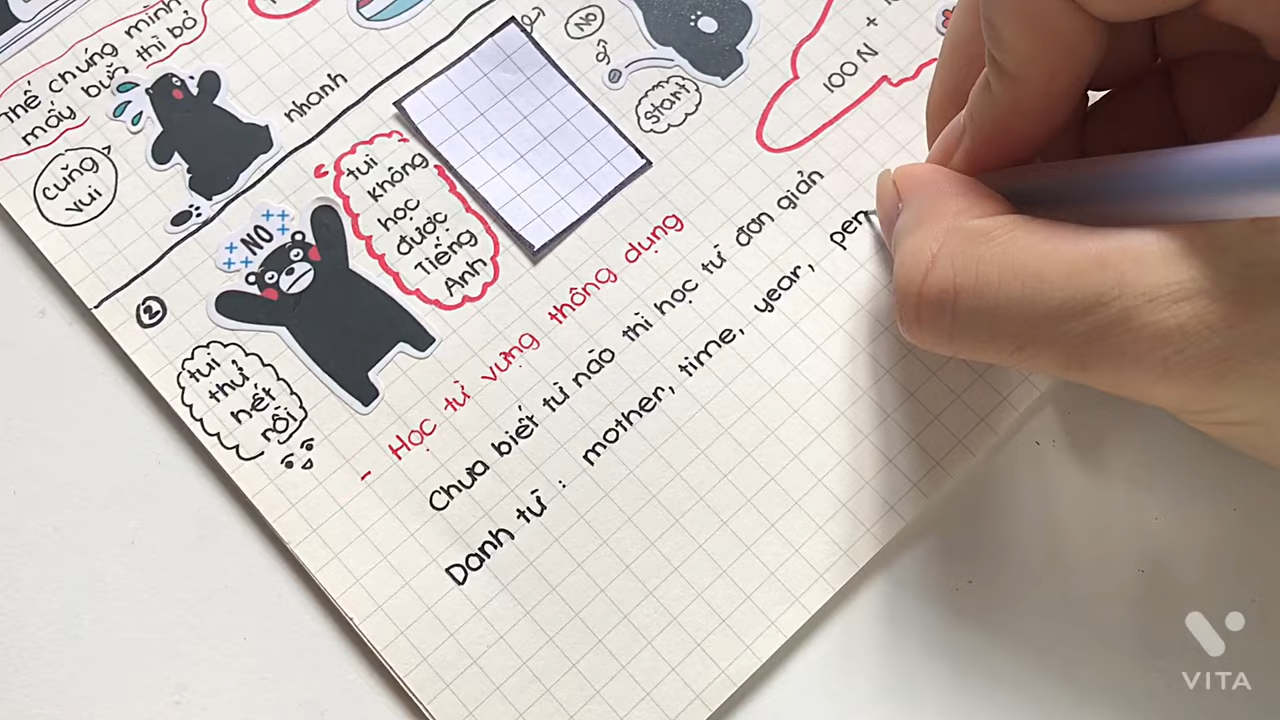 Thế chúng mình
mấy bữa thì bỏ
cũng
vui
nhanh
No
start
100 N +
2
NO
tui
không
học
được
Tiếng
Anh
tui
thử
hết
rồi
- Học từ vựng thông dụng
Chưa biết từ nào thì học từ đơn giản
Danh từ : mother, time, year, pen
VITA